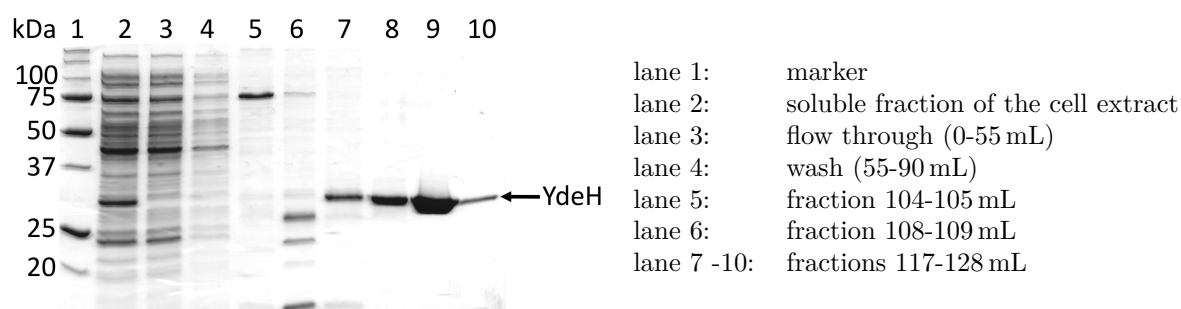 kDa 1 2 3 4 5 6 7 8 9 10
100
75
50
37
25
20
YdeH
lane 1: marker
lane 2: soluble fraction of the cell extract
lane 3: flow through (0-55 mL)
lane 4: wash (55-90 mL)
lane 5: fraction 104-105 mL
lane 6: fraction 108-109 mL
lane 7 -10: fractions 117-128 mL